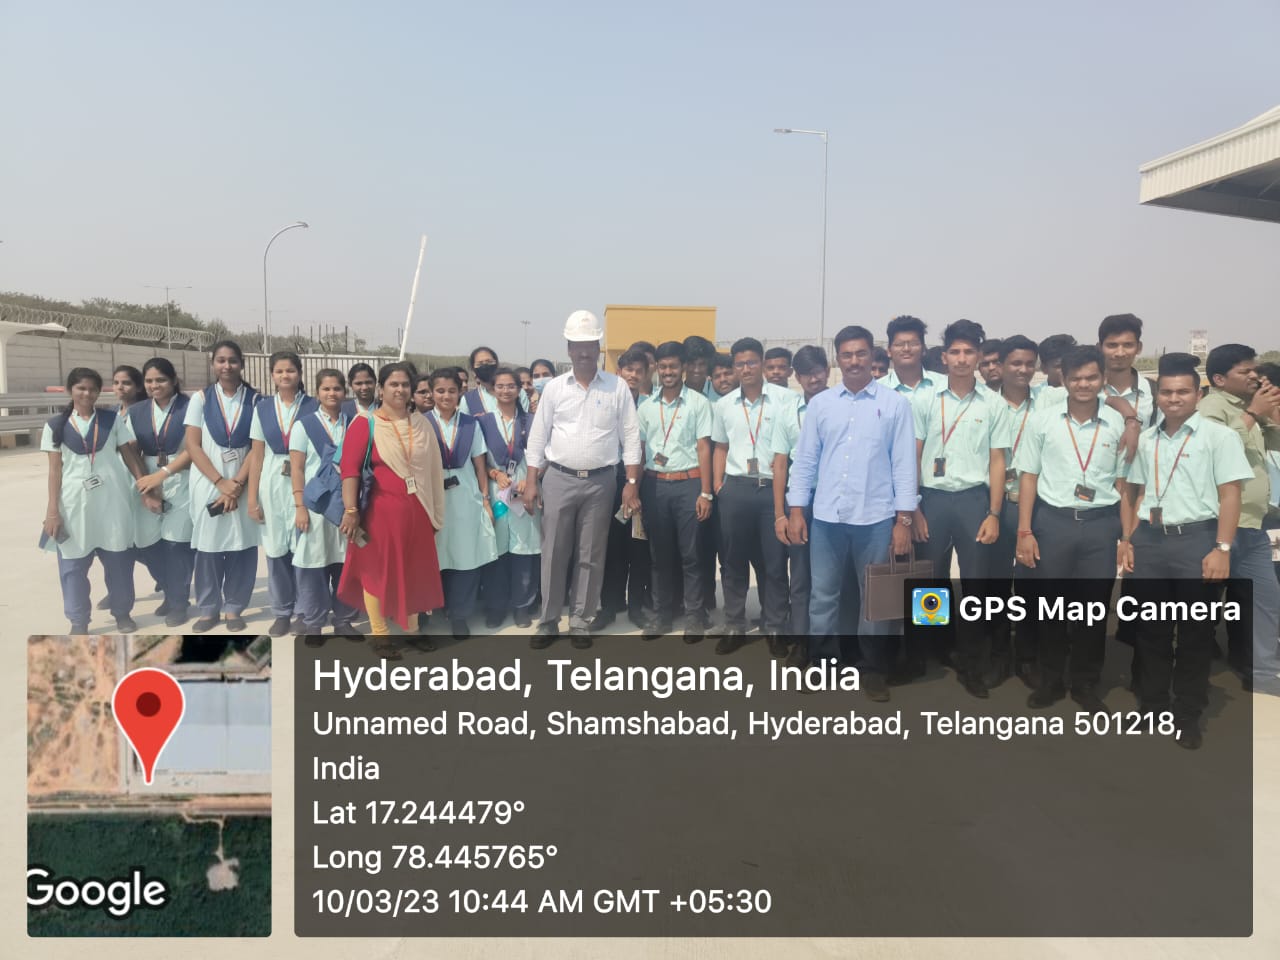 GPS Map Camera
Hyderabad, Telangana, India
Unnamed Road, Shamshabad, Hyderabad, Telangana 501218,
India
Lat 17.244479°
Long 78.445765°
10/03/23 10:44 AM GMT +05:30
Google